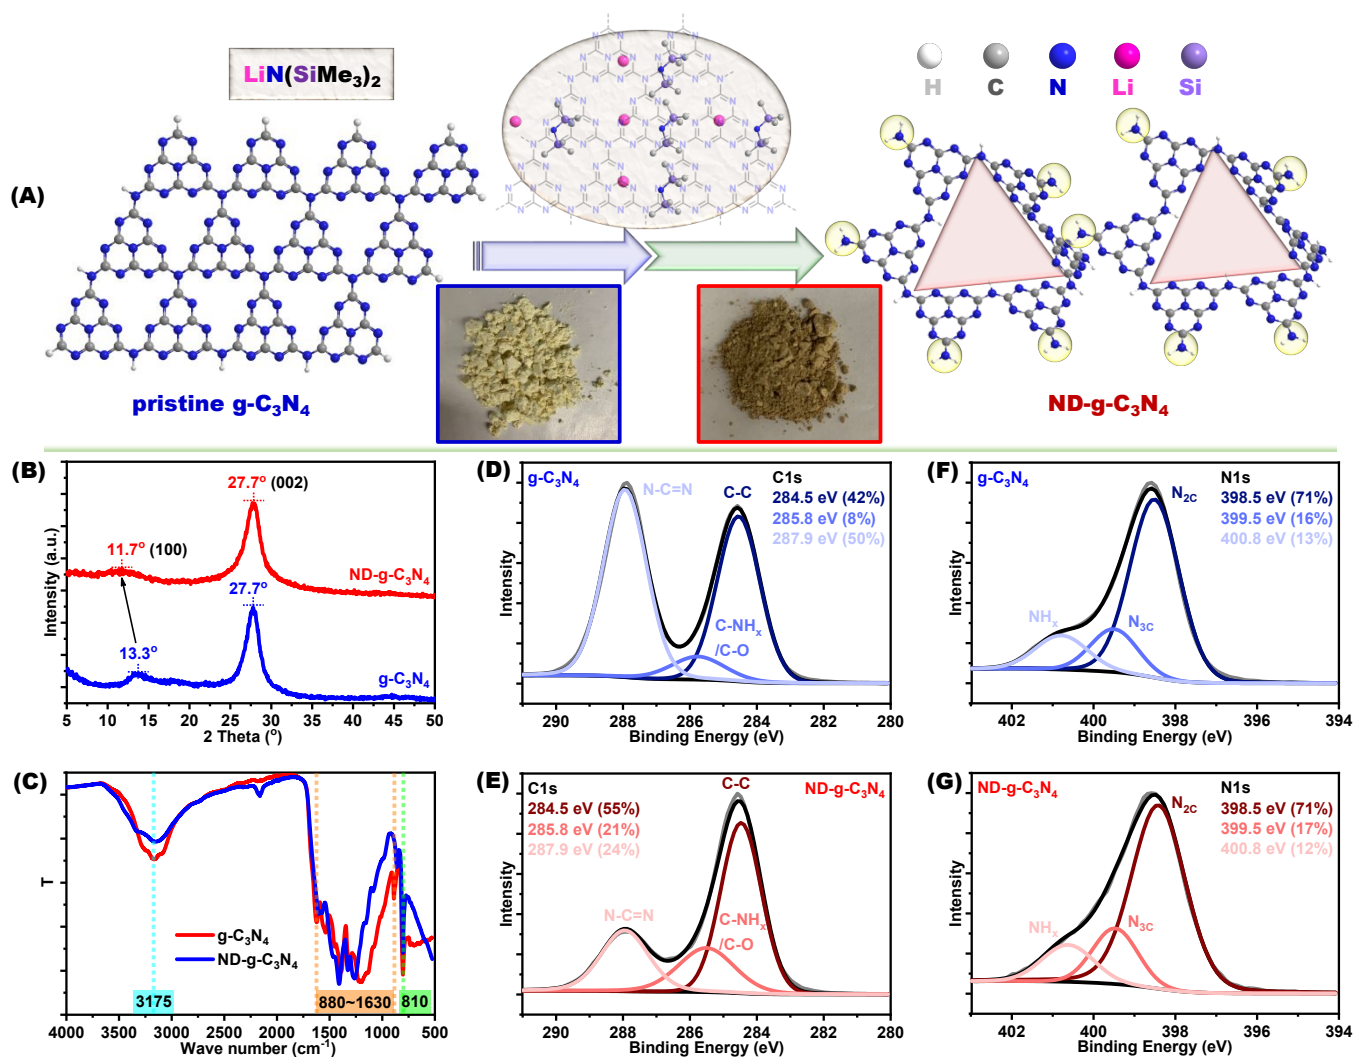 LiN(SiMe₃)₂
H C N Li Si
(A)
pristine g-C₃N₄
ND-g-C₃N₄
(B)
27.7° (002)
11.7° (100)
ND-g-C₃N₄
27.7°
13.3°
g-C₃N₄
Intensity (a.u.)
5 10 15 20 25 30 35 40 45 50
2 Theta (°)
(C)
T
g-C₃N₄
ND-g-C₃N₄
3175
880~1630
810
4000 3500 3000 2500 2000 1500 1000 500
Wave number (cm⁻¹)
(D)
g-C₃N₄
N-C=N
C-C
C1s
284.5 eV (42%)
285.8 eV (8%)
287.9 eV (50%)
C-NHₓ
/C-O
Intensity
290 288 286 284 282 280
Binding Energy (eV)
(E)
C1s
284.5 eV (55%)
285.8 eV (21%)
287.9 eV (24%)
C-C
ND-g-C₃N₄
N-C=N
C-NHₓ
/C-O
Intensity
290 288 286 284 282 280
Binding Energy (eV)
(F)
g-C₃N₄
N₂C
N1s
398.5 eV (71%)
399.5 eV (16%)
400.8 eV (13%)
NHₓ
N₃C
Intensity
402 400 398 396 394
Binding Energy (eV)
(G)
ND-g-C₃N₄
N₂C
N1s
398.5 eV (71%)
399.5 eV (17%)
400.8 eV (12%)
NHₓ
N₃C
Intensity
402 400 398 396 394
Binding Energy (eV)